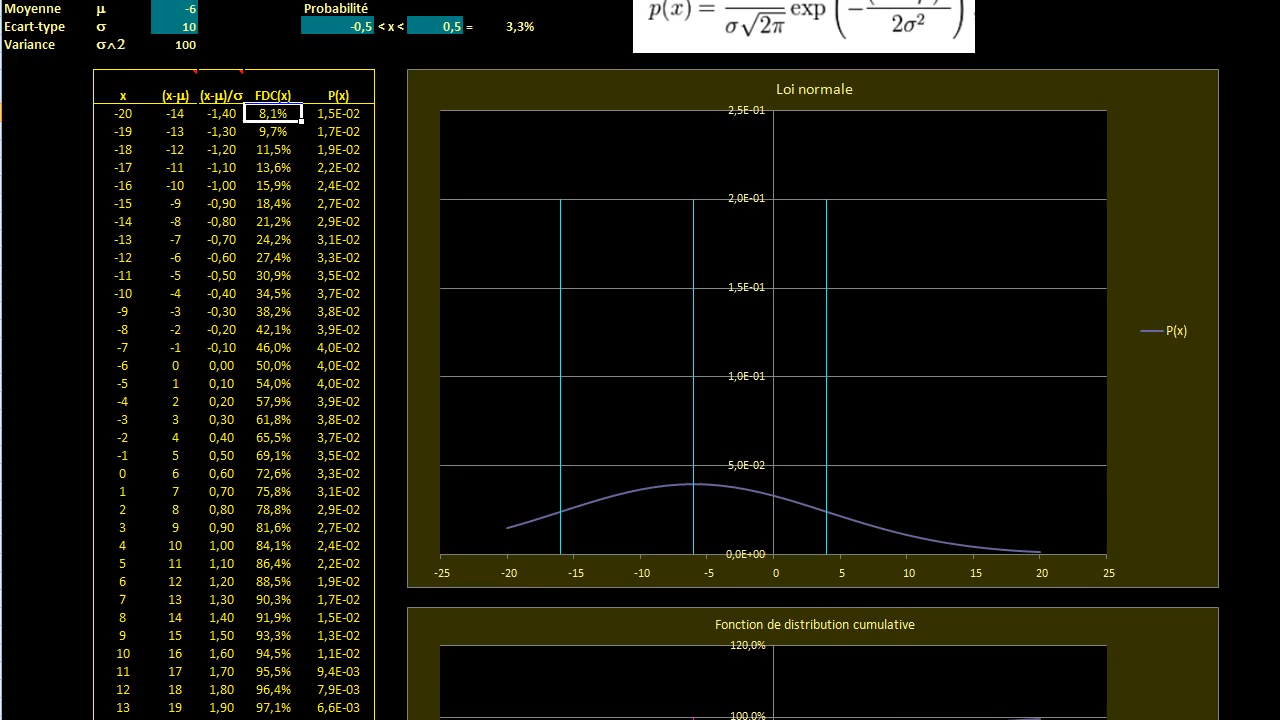 Moyenne μ -6 Probabilité
Ecart-type σ 10 -0,5 < x < 0,5 = 3,3%
Variance σ^2 100
p(x) = σ√2π exp ( − 2σ² )
x (x-μ) (x-μ)/σ FDC(x) P(x)
-20 -14 -1,40 8,1% 1,5E-02
-19 -13 -1,30 9,7% 1,7E-02
-18 -12 -1,20 11,5% 1,9E-02
-17 -11 -1,10 13,6% 2,2E-02
-16 -10 -1,00 15,9% 2,4E-02
-15 -9 -0,90 18,4% 2,7E-02
-14 -8 -0,80 21,2% 2,9E-02
-13 -7 -0,70 24,2% 3,1E-02
-12 -6 -0,60 27,4% 3,3E-02
-11 -5 -0,50 30,9% 3,5E-02
-10 -4 -0,40 34,5% 3,7E-02
-9 -3 -0,30 38,2% 3,8E-02
-8 -2 -0,20 42,1% 3,9E-02
-7 -1 -0,10 46,0% 4,0E-02
-6 0 0,00 50,0% 4,0E-02
-5 1 0,10 54,0% 4,0E-02
-4 2 0,20 57,9% 3,9E-02
-3 3 0,30 61,8% 3,8E-02
-2 4 0,40 65,5% 3,7E-02
-1 5 0,50 69,1% 3,5E-02
0 6 0,60 72,6% 3,3E-02
1 7 0,70 75,8% 3,1E-02
2 8 0,80 78,8% 2,9E-02
3 9 0,90 81,6% 2,7E-02
4 10 1,00 84,1% 2,4E-02
5 11 1,10 86,4% 2,2E-02
6 12 1,20 88,5% 1,9E-02
7 13 1,30 90,3% 1,7E-02
8 14 1,40 91,9% 1,5E-02
9 15 1,50 93,3% 1,3E-02
10 16 1,60 94,5% 1,1E-02
11 17 1,70 95,5% 9,4E-03
12 18 1,80 96,4% 7,9E-03
13 19 1,90 97,1% 6,6E-03
Loi normale
2,5E-01
2,0E-01
1,5E-01
1,0E-01
5,0E-02
0,0E+00
-25 -20 -15 -10 -5 0 5 10 15 20 25
P(x)
Fonction de distribution cumulative
120,0%
100,0%